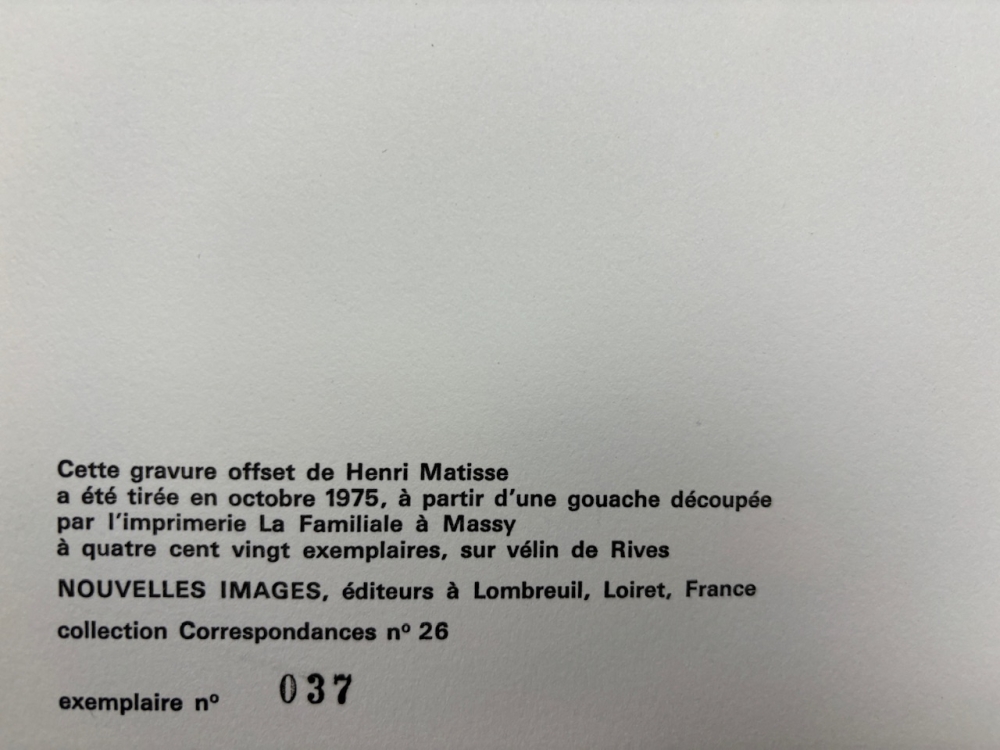 Cette gravure offset de Henri Matisse
a été tirée en octobre 1975, à partir d'une gouache découpée
par l'imprimerie La Familiale à Massy
à quatre cent vingt exemplaires, sur vélin de Rives
NOUVELLES IMAGES, éditeurs à Lombreuil, Loiret, France
collection Correspondances nº 26
exemplaire nº 037